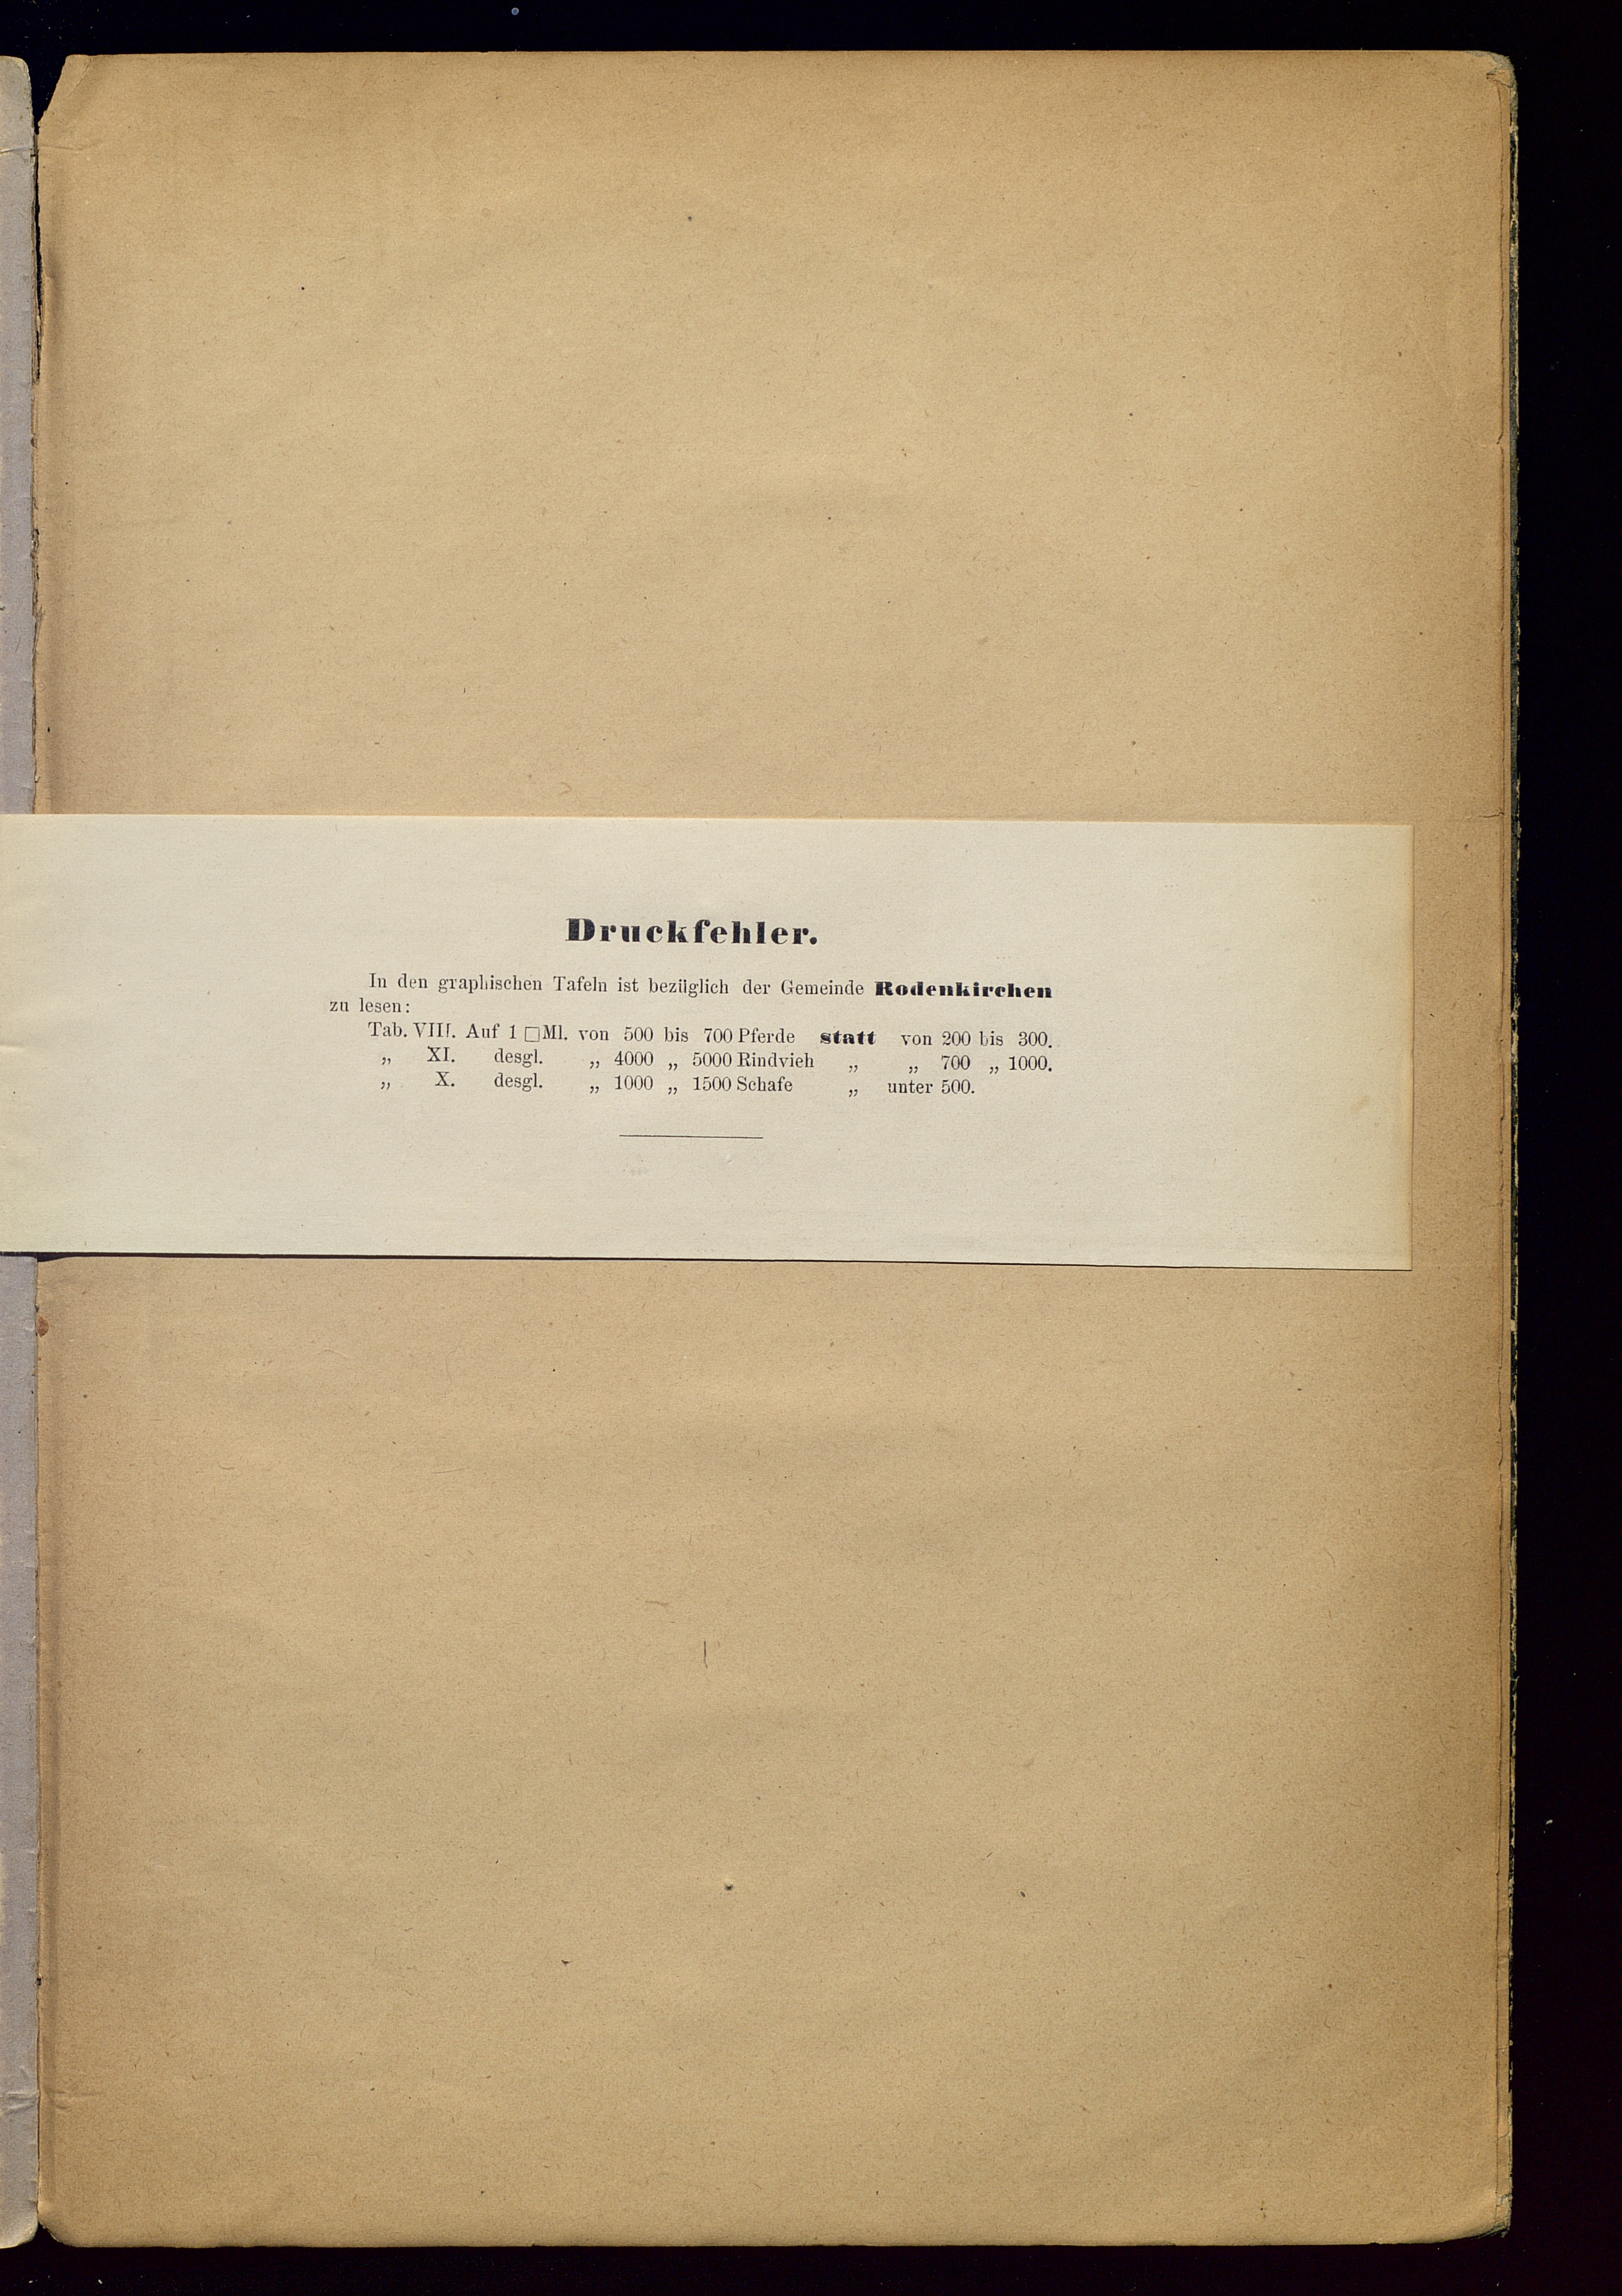 Druckfehler.
In den graphischen Tafeln ist bezüglich der Gemeinde Rodenkirchen
zu lesen:
Tab. VIII. Auf 1 □Ml. von 500 bis 700 Pferde statt von 200 bis 300.
„ XI. desgl. „ 4000 „ 5000 Rindvieh „ „ 700 „ 1000.
„ X. desgl. „ 1000 „ 1500 Schafe „ unter 500.